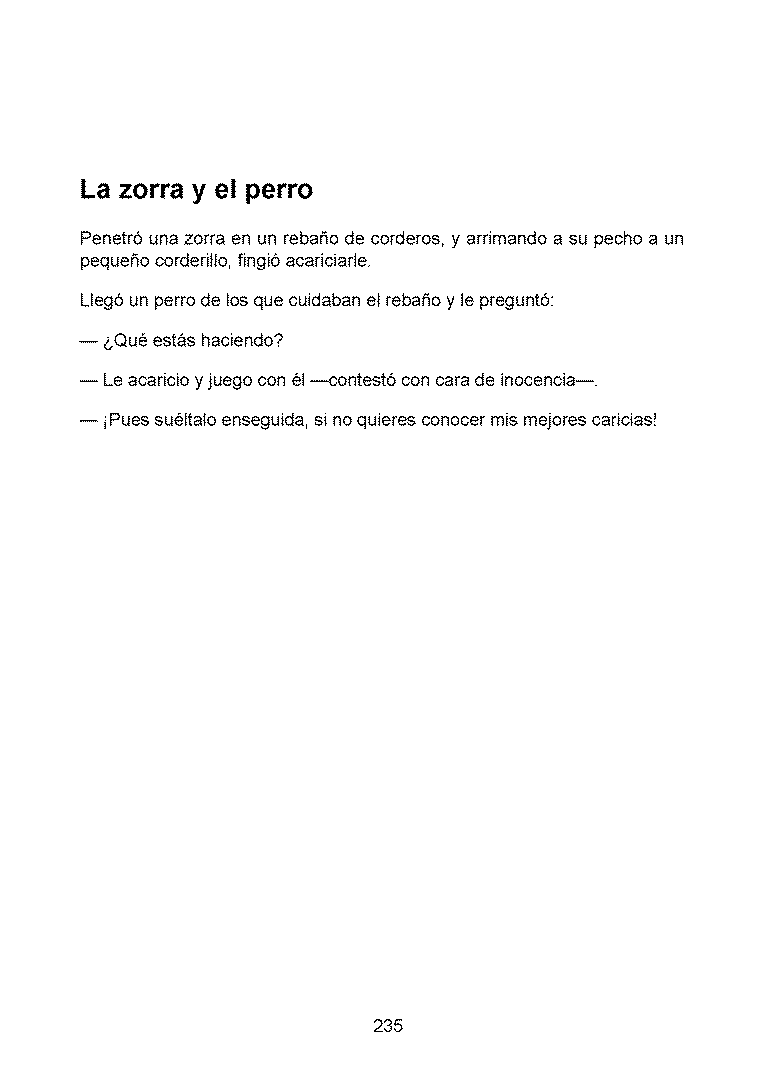 La zorra y el perro
Penetró una zorra en un rebaño de corderos, y arrimando a su pecho a un
pequeño corderillo, fingió acariciarle.
Llegó un perro de los que cuidaban el rebaño y le preguntó:
— ¿Qué estás haciendo?
— Le acaricio y juego con él —contestó con cara de inocencia—.
— ¡Pues suéltalo enseguida, si no quieres conocer mis mejores caricias!
235